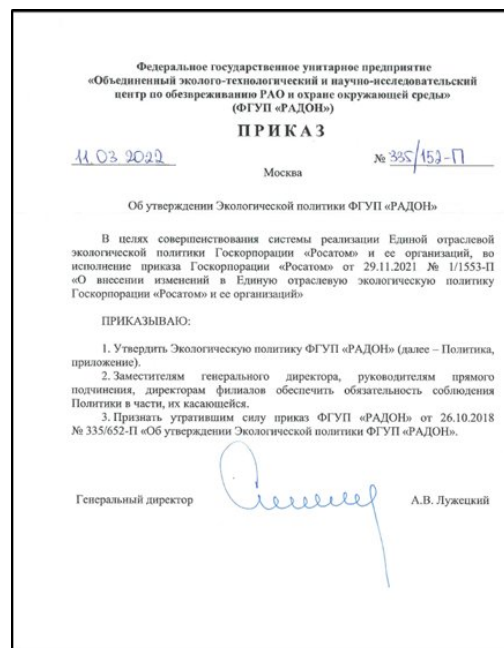 Федеральное государственное унитарное предприятие
«Объединенный эколого-технологический и научно-исследовательский
центр по обезвреживанию РАО и охране окружающей среды»
(ФГУП «РАДОН»)
ПРИКАЗ
11.03 2022 № 335/152-П
Москва
Об утверждении Экологической политики ФГУП «РАДОН»
В целях совершенствования системы реализации Единой отраслевой
экологической политики Госкорпорации «Росатом» и ее организаций, во
исполнение приказа Госкорпорации «Росатом» от 29.11.2021 № 1/1553-П
«О внесении изменений в Единую отраслевую экологическую политику
Госкорпорации «Росатом» и ее организаций»
ПРИКАЗЫВАЮ:
1. Утвердить Экологическую политику ФГУП «РАДОН» (далее – Политика,
приложение).
2. Заместителям генерального директора, руководителям прямого
подчинения, директорам филиалов обеспечить обязательность соблюдения
Политики в части, их касающейся.
3. Признать утратившим силу приказ ФГУП «РАДОН» от 26.10.2018
№ 335/652-П «Об утверждении Экологической политики ФГУП «РАДОН».
Генеральный директор А.В. Лужецкий